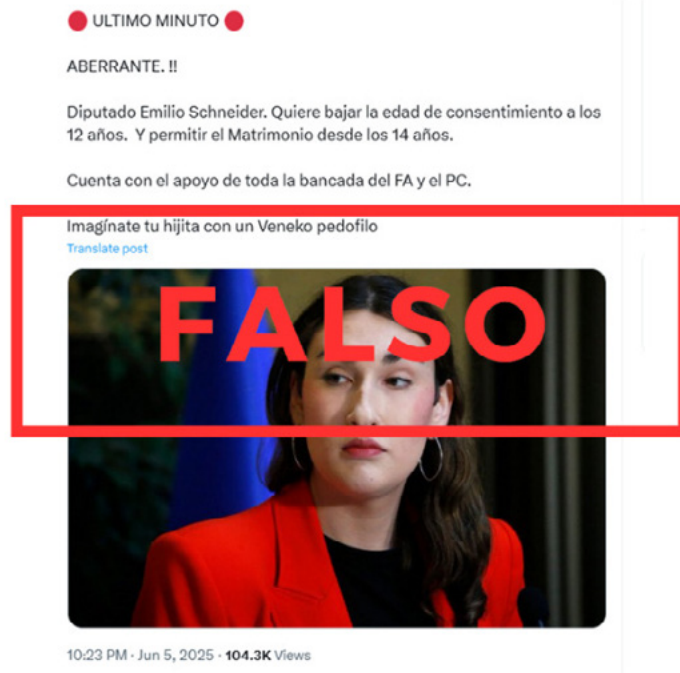 🔴 ULTIMO MINUTO 🔴
ABERRANTE. !!
Diputado Emilio Schneider. Quiere bajar la edad de consentimiento a los
12 años.  Y permitir el Matrimonio desde los 14 años.
Cuenta con el apoyo de toda la bancada del FA y el PC.
Imagínate tu hijita con un Veneko pedofilo
Translate post
FALSO
10:23 PM · Jun 5, 2025 · 104.3K Views